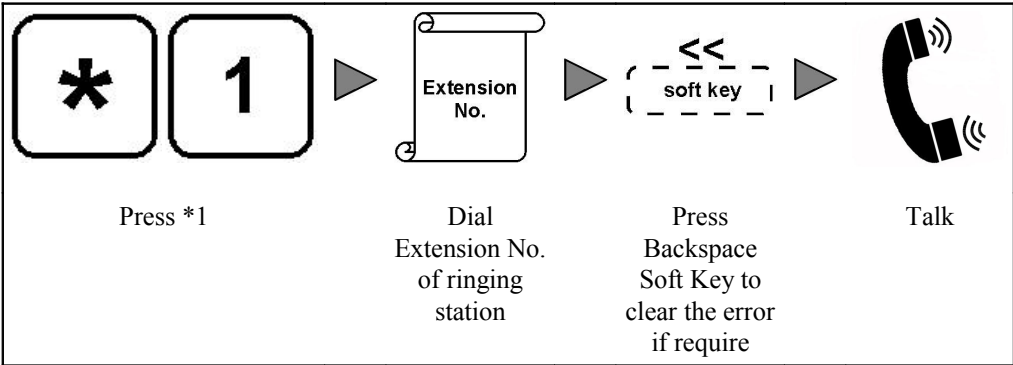 * 1
Extension
No.
<<
soft key
Press *1
Dial
Extension No.
of ringing
station
Press
Backspace
Soft Key to
clear the error
if require
Talk